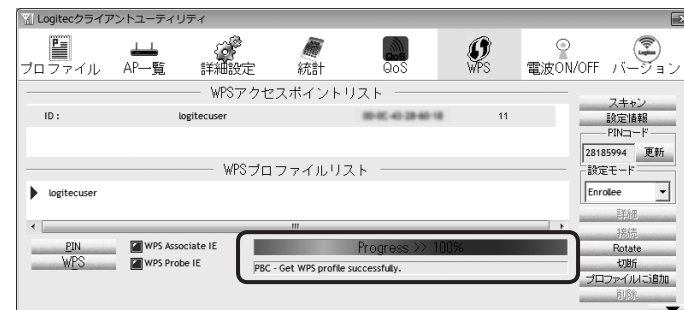 Logitecクライアントユーティリティ
プロファイル AP一覧 詳細設定 統計 QoS WPS 電波ON/OFF バージョン
WPSアクセスポイントリスト
ID : logitecuser 11
WPSプロファイルリスト
logitecuser
PIN WPS Associate IE Progress >> 100%
WPS WPS Probe IE PBC - Get WPS profile successfully.
スキャン
設定情報
PINコード
28185994 更新
設定モード
Enrollee
詳細
接続
Rotate
切断
プロファイルに追加
削除